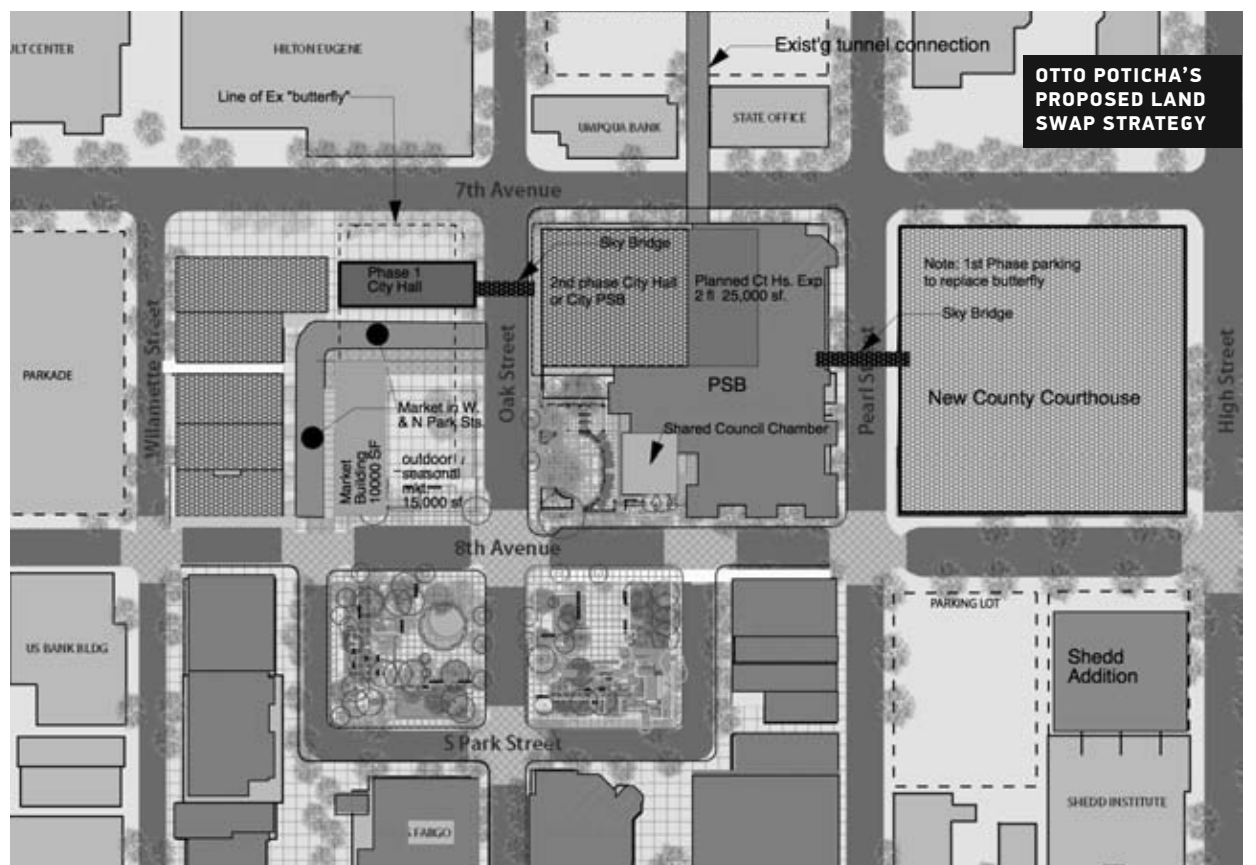 ULT CENTER
HILTON EUGENE
Exist'g tunnel connection
OTTO POTICHA'S
PROPOSED LAND
SWAP STRATEGY
Line of Ex "butterfly"
UMPQUA BANK
STATE OFFICE
7th Avenue
Phase 1
City Hall
Sky Bridge
2nd phase City Hall
or City PSB
Planned Ct Hs. Exp.
2 fl 25,000 sf.
Note: 1st Phase parking
to replace butterfly
Sky Bridge
PARKADE
Wilamette Street
Oak Street
PSB
Pearl Street
New County Courthouse
High Street
Market in W.
& N Park Sts.
Shared Council Chamber
Market
Building
10000 SF
outdoor /
seasonal
mkt.
15,000 sf
8th Avenue
US BANK BLDG
PARKING LOT
Shedd
Addition
S Park Street
SHEDD INSTITUTE
FARGO